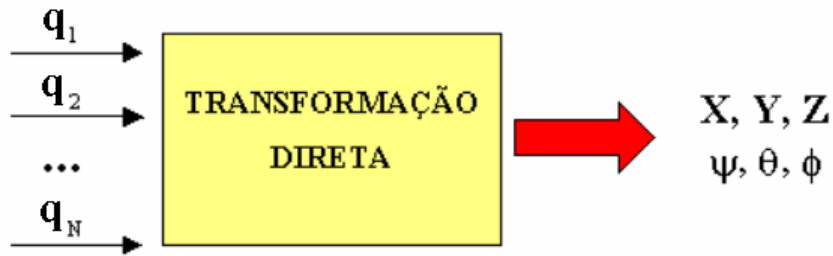 q1
q2
...
qN
TRANSFORMAÇÃO
DIRETA
X, Y, Z
ψ, θ, ϕ